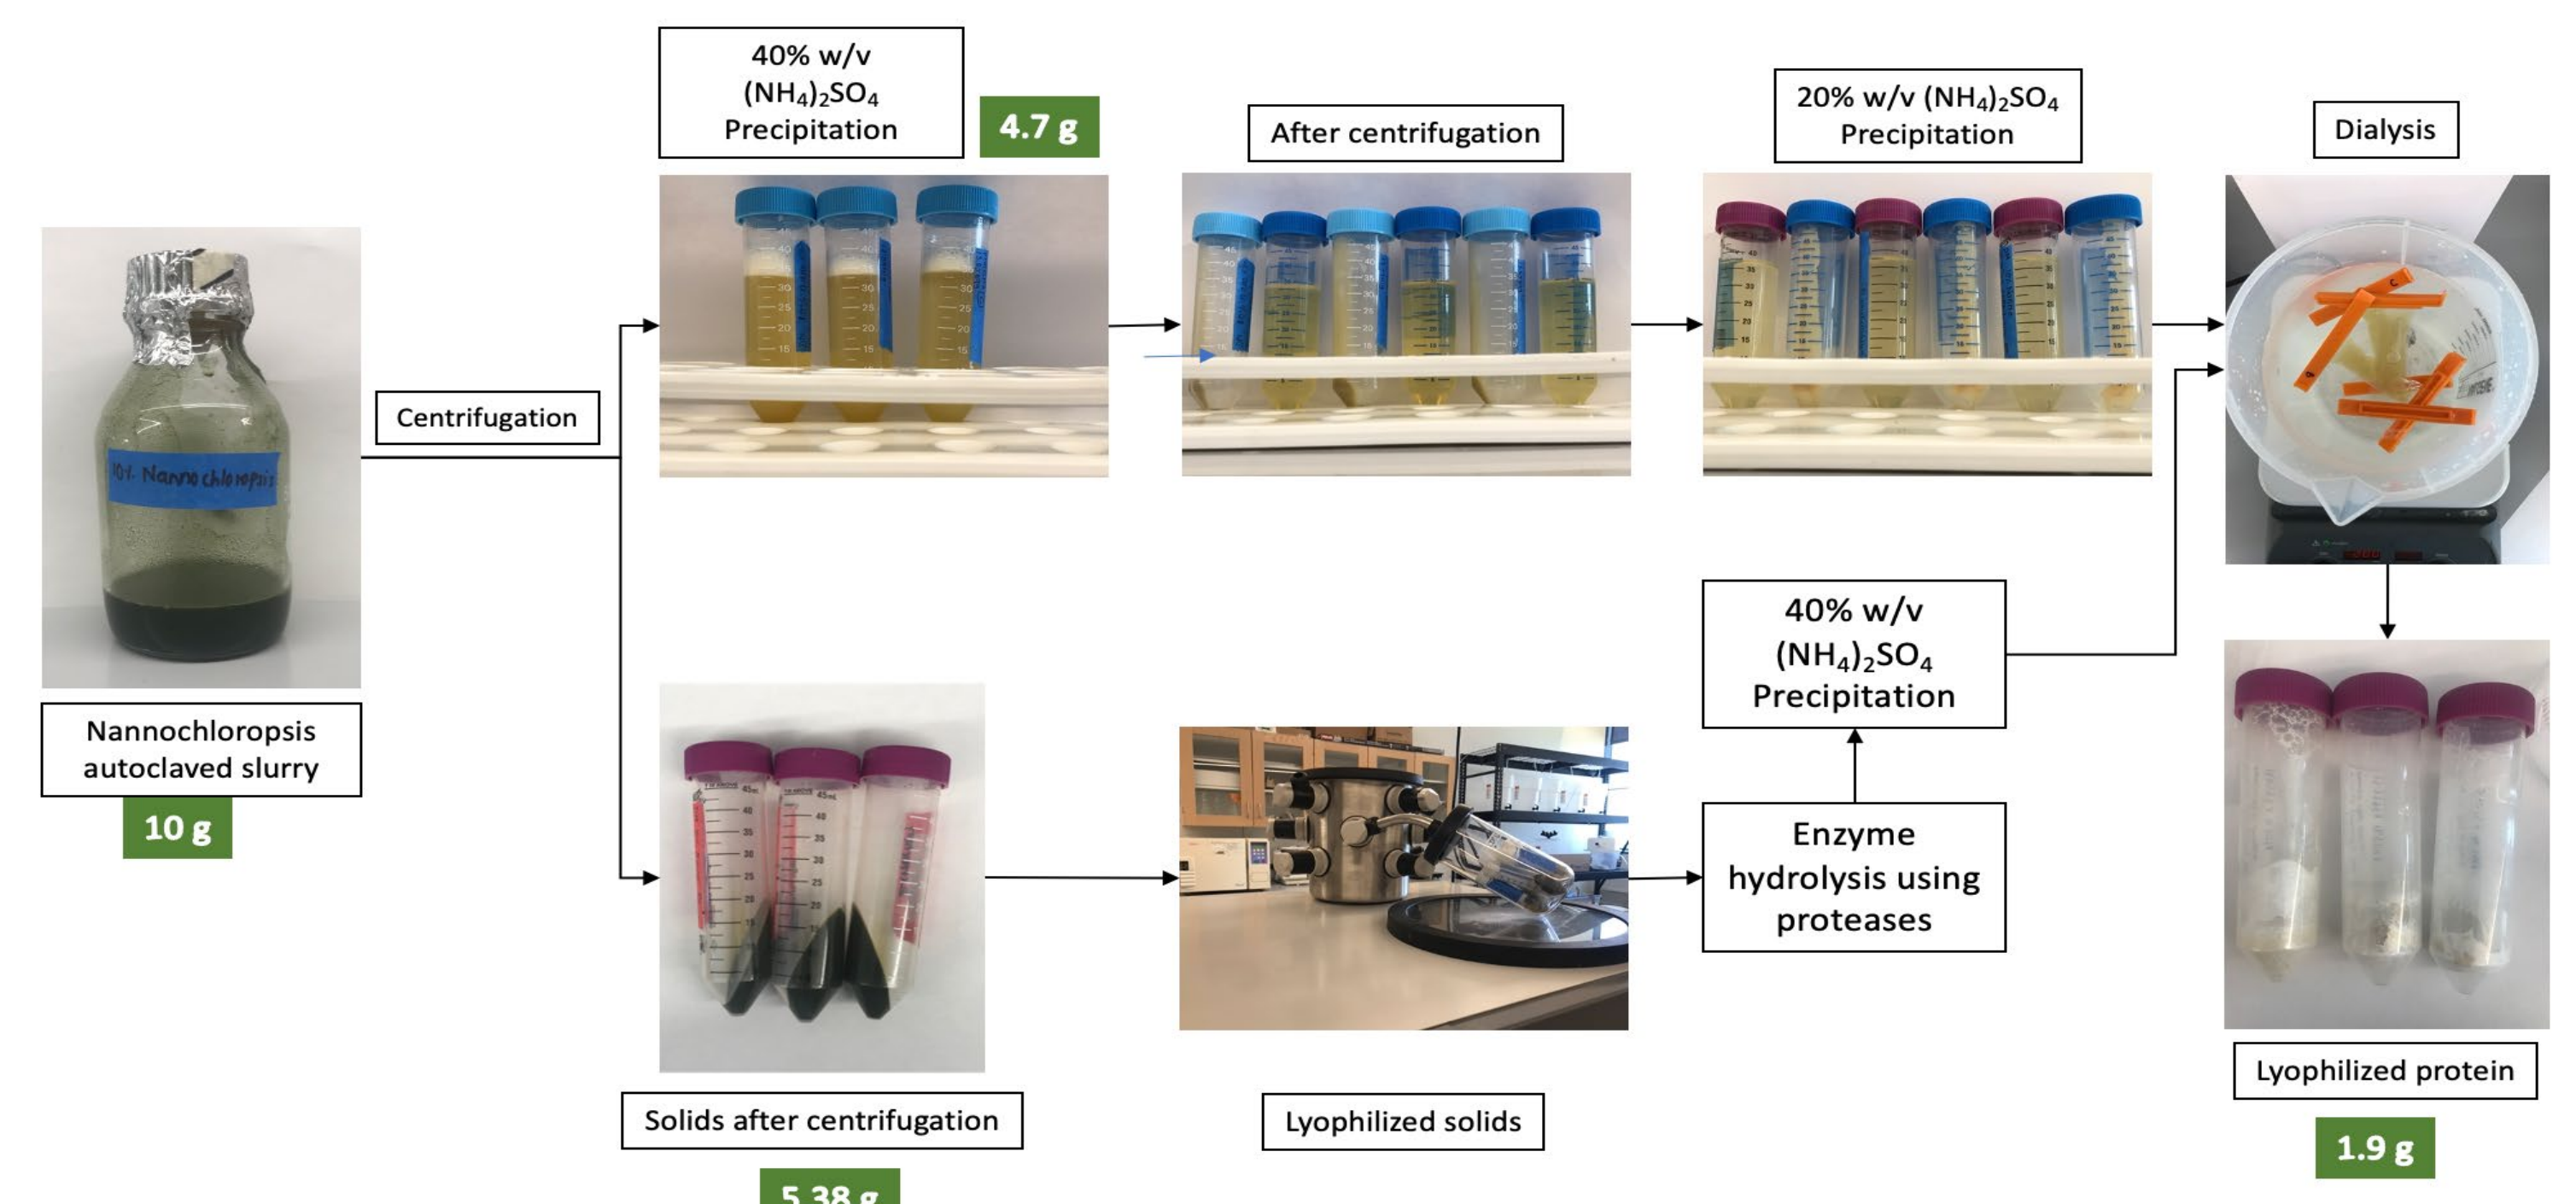 40% w/v
(NH₄)₂SO₄
Precipitation
4.7 g
After centrifugation
20% w/v (NH₄)₂SO₄
Precipitation
Dialysis
Centrifugation
10% Nannochloropsis
Nannochloropsis
autoclaved slurry
10 g
40% w/v
(NH₄)₂SO₄
Precipitation
Enzyme
hydrolysis using
proteases
Solids after centrifugation
5.38 g
Lyophilized solids
Lyophilized protein
1.9 g